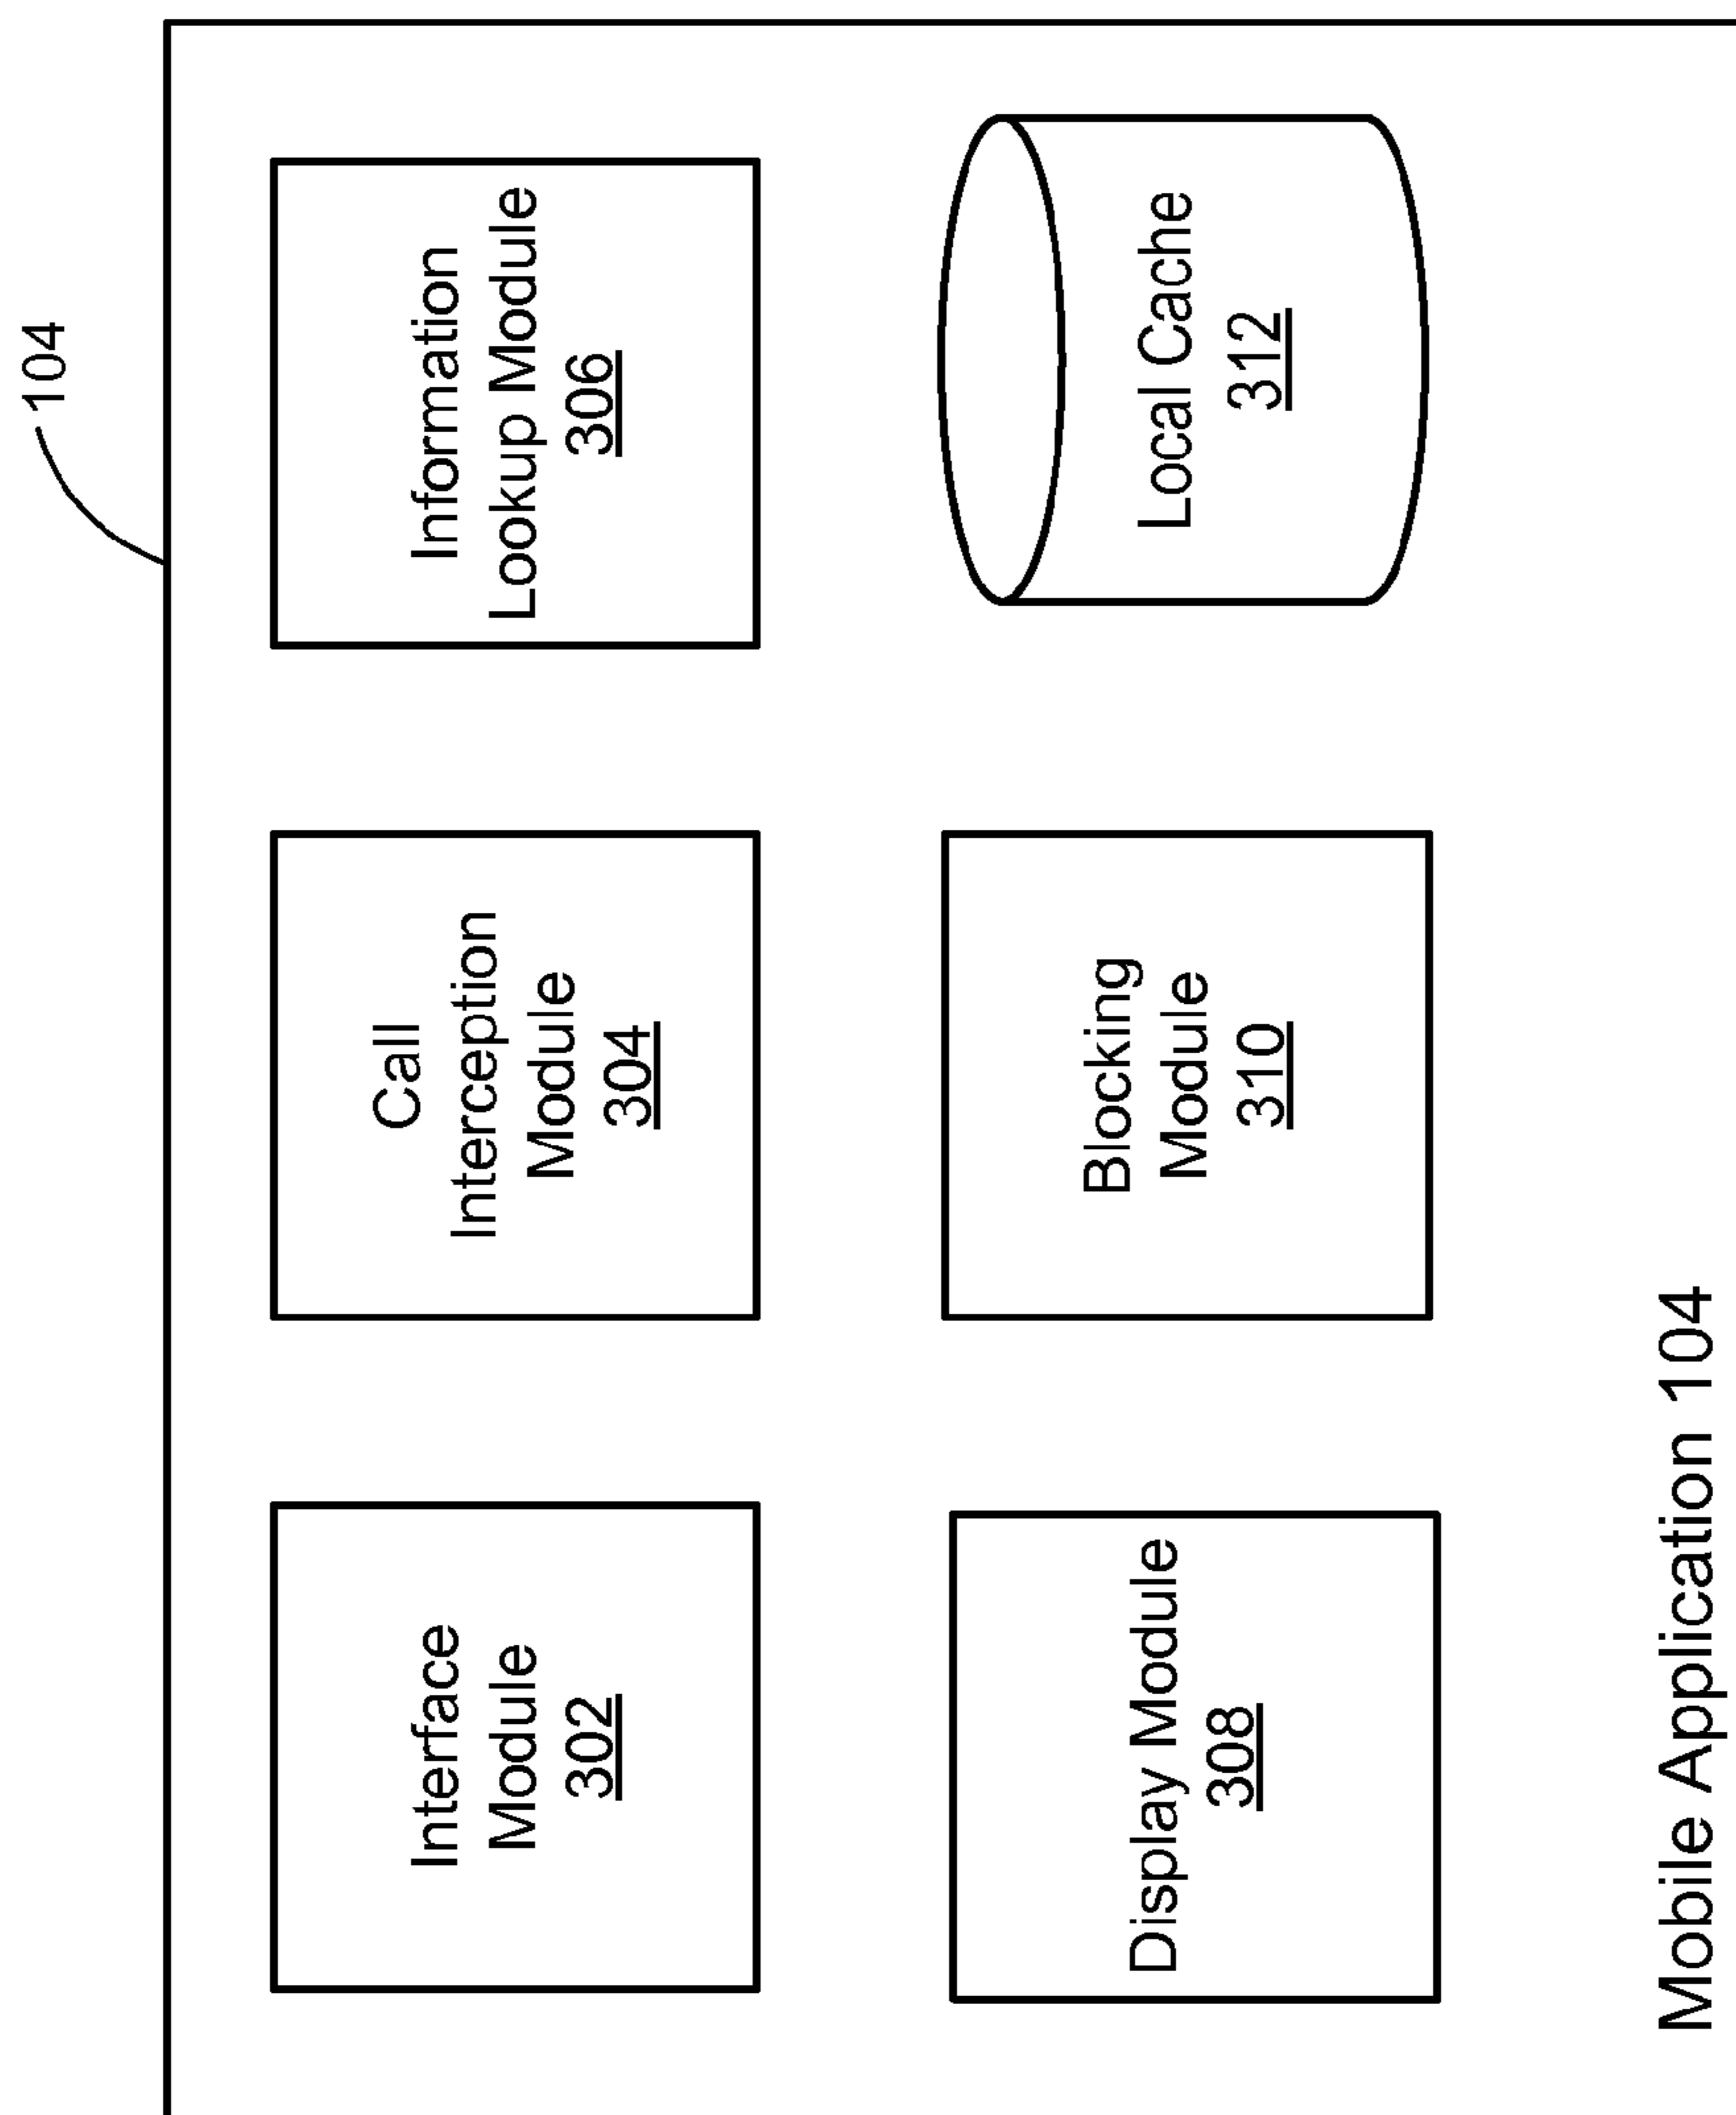 104
Interface
Module
302
Call
Interception
Module
304
Information
Lookup Module
306
Display Module
308
Blocking
Module
310
Local Cache
312
Mobile Application 104